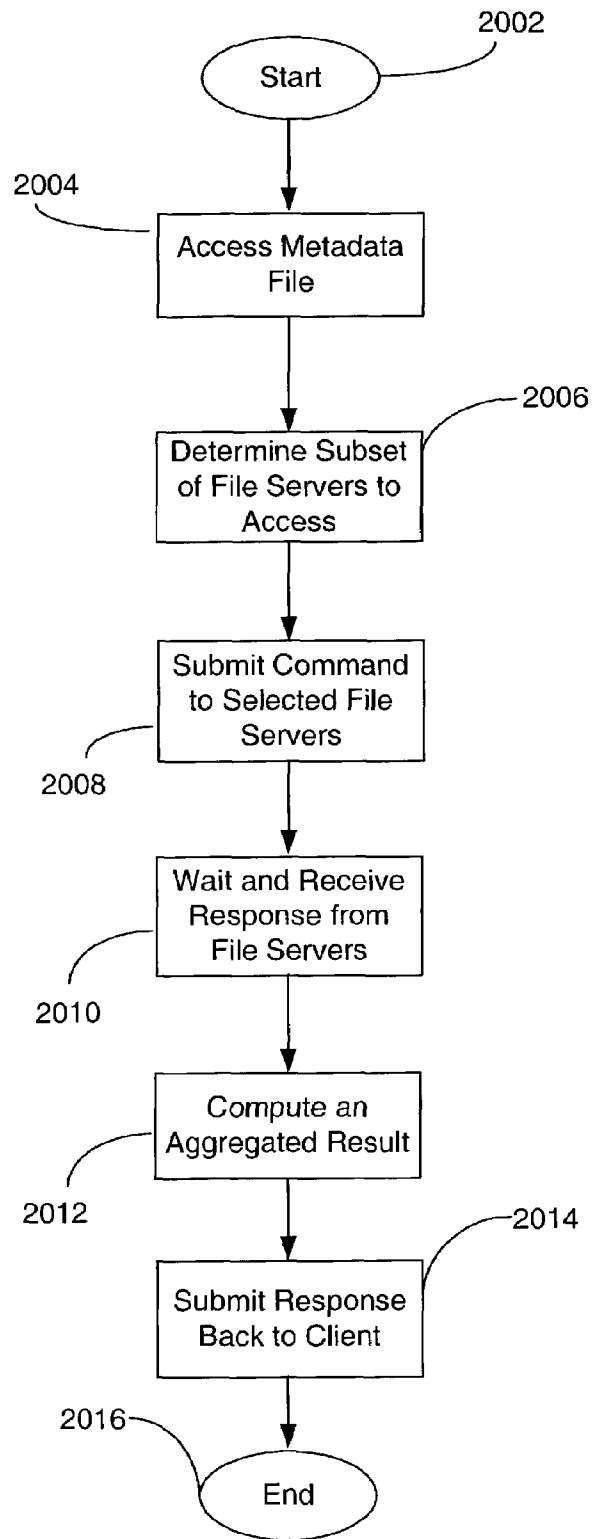 2002
Start
2004
Access Metadata
File
2006
Determine Subset
of File Servers to
Access
Submit Command
to Selected File
Servers
2008
Wait and Receive
Response from
File Servers
2010
Compute an
Aggregated Result
2012
2014
Submit Response
Back to Client
2016
End